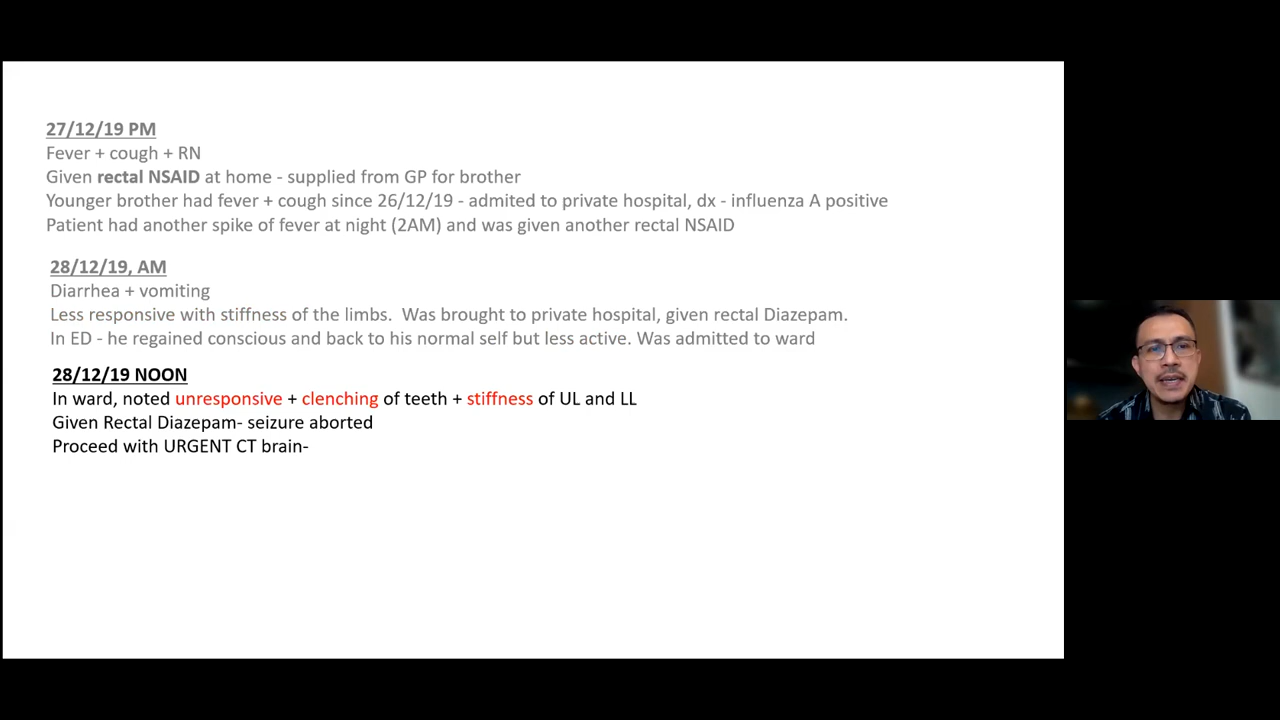 27/12/19 PM
Fever + cough + RN
Given rectal NSAID at home - supplied from GP for brother
Younger brother had fever + cough since 26/12/19 - admited to private hospital, dx - influenza A positive
Patient had another spike of fever at night (2AM) and was given another rectal NSAID
28/12/19, AM
Diarrhea + vomiting
Less responsive with stiffness of the limbs. Was brought to private hospital, given rectal Diazepam.
In ED - he regained conscious and back to his normal self but less active. Was admitted to ward
28/12/19 NOON
In ward, noted unresponsive + clenching of teeth + stiffness of UL and LL
Given Rectal Diazepam- seizure aborted
Proceed with URGENT CT brain-